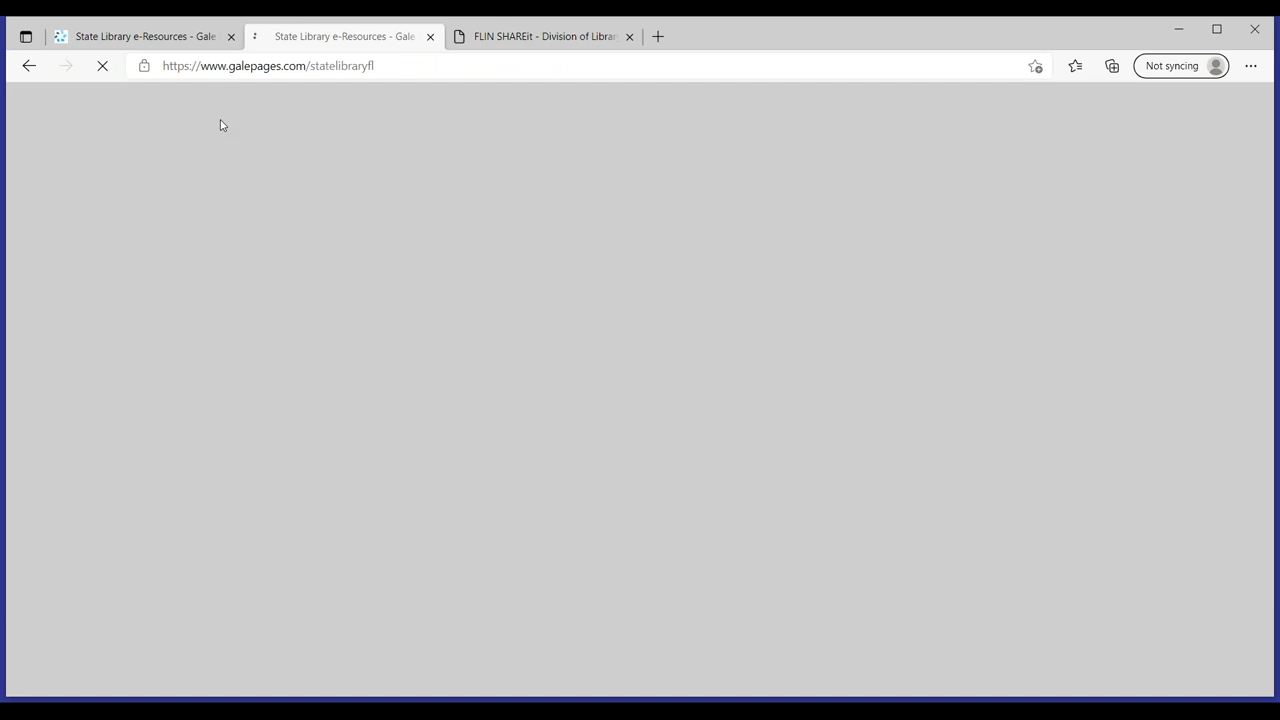 State Library e-Resources - Gale
State Library e-Resources - Gale
FLIN SHAREit - Division of Librar
https://www.galepages.com/statelibraryfl
Not syncing